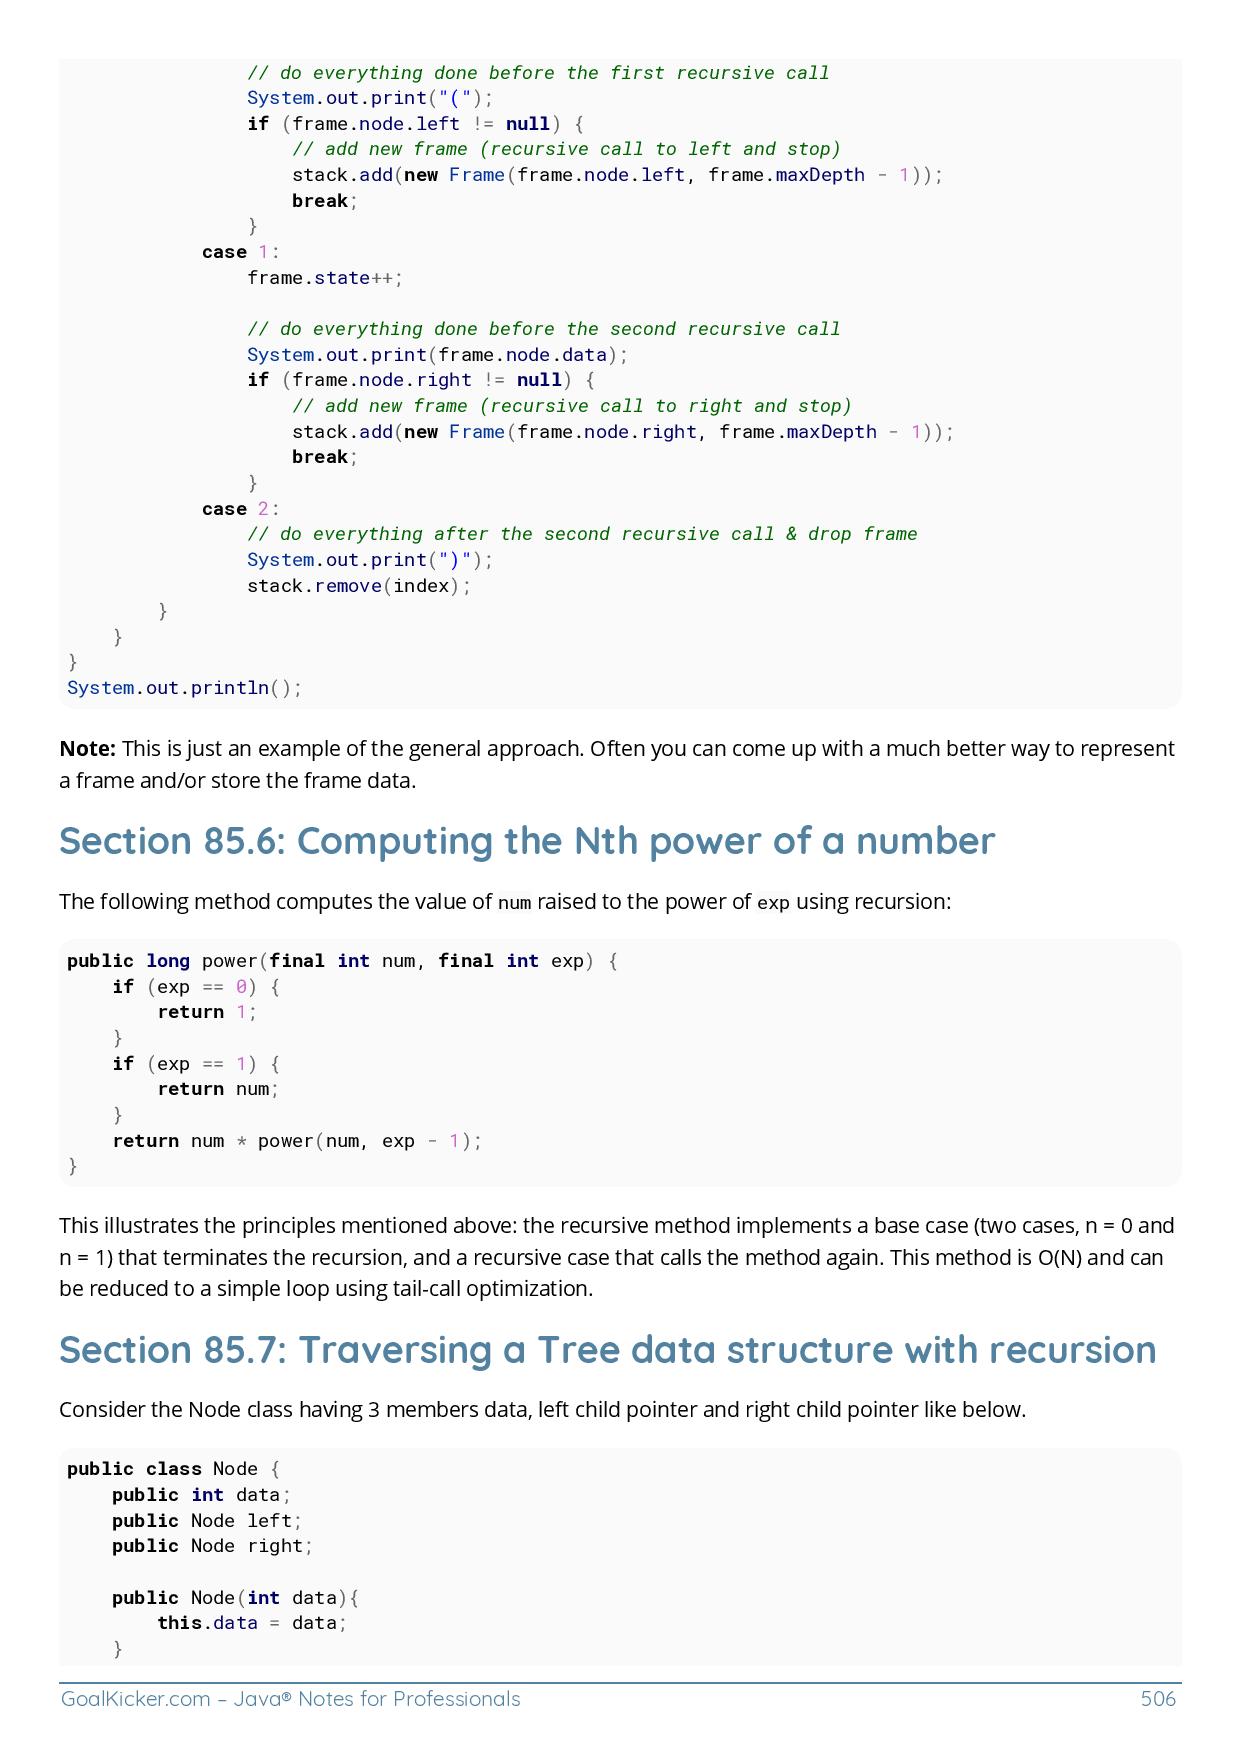 // do everything done before the first recursive call
                System.out.print("(");
                if (frame.node.left != null) {
                    // add new frame (recursive call to left and stop)
                    stack.add(new Frame(frame.node.left, frame.maxDepth - 1));
                    break;
                }
            case 1:
                frame.state++;

                // do everything done before the second recursive call
                System.out.print(frame.node.data);
                if (frame.node.right != null) {
                    // add new frame (recursive call to right and stop)
                    stack.add(new Frame(frame.node.right, frame.maxDepth - 1));
                    break;
                }
            case 2:
                // do everything after the second recursive call & drop frame
                System.out.print(")");
                stack.remove(index);
        }
    }
}
System.out.println();
Note: This is just an example of the general approach. Often you can come up with a much better way to represent
a frame and/or store the frame data.
Section 85.6: Computing the Nth power of a number
The following method computes the value of num raised to the power of exp using recursion:
public long power(final int num, final int exp) {
    if (exp == 0) {
        return 1;
    }
    if (exp == 1) {
        return num;
    }
    return num * power(num, exp - 1);
}
This illustrates the principles mentioned above: the recursive method implements a base case (two cases, n = 0 and
n = 1) that terminates the recursion, and a recursive case that calls the method again. This method is O(N) and can
be reduced to a simple loop using tail-call optimization.
Section 85.7: Traversing a Tree data structure with recursion
Consider the Node class having 3 members data, left child pointer and right child pointer like below.
public class Node {
    public int data;
    public Node left;
    public Node right;

    public Node(int data){
        this.data = data;
    }
GoalKicker.com – Java® Notes for Professionals 506